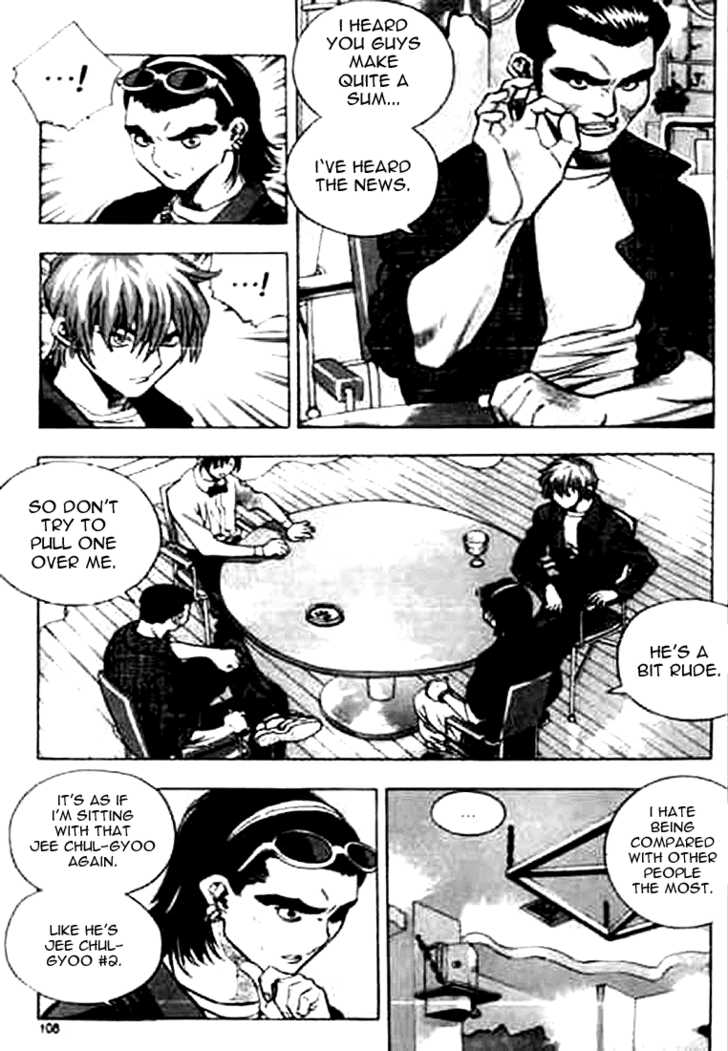 I HEARD
YOU GUYS
MAKE
QUITE A
SUM...
I'VE HEARD
THE NEWS.
...!
...!
SO DON'T
TRY TO
PULL ONE
OVER ME.
HE'S A
BIT RUDE.
IT'S AS IF
I'M SITTING
WITH THAT
JEE CHUL-GYOO
AGAIN.
LIKE HE'S
JEE CHUL-
GYOO #2.
...
I HATE
BEING
COMPARED
WITH OTHER
PEOPLE
THE MOST.
108